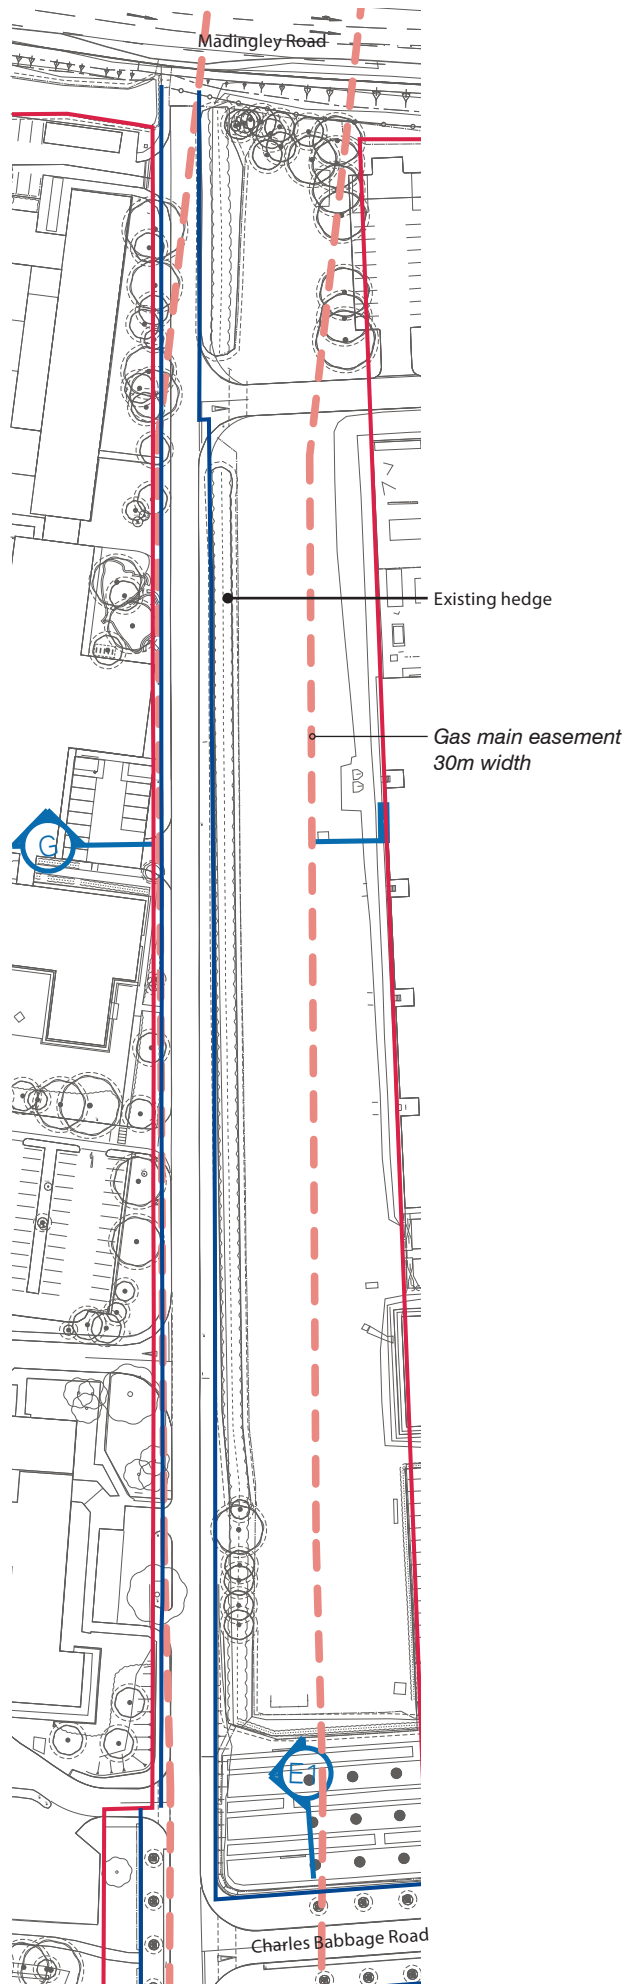 Madingley Road
Existing hedge
Gas main easement
30m width
G
E1
Charles Babbage Road